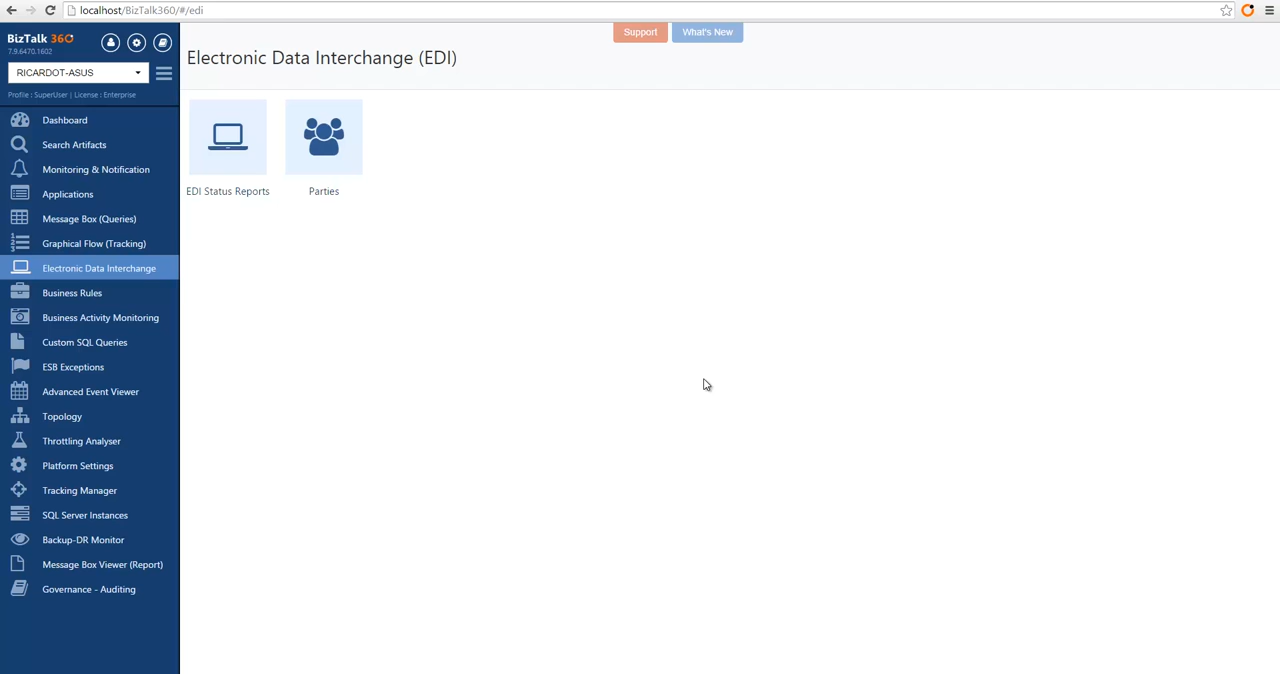 localhost/BizTalk360/#/edi
BizTalk 360
7.9.6470.1602
RICARDOT-ASUS
Profile : SuperUser | License : Enterprise
Support
What's New
Electronic Data Interchange (EDI)
EDI Status Reports
Parties
Dashboard
Search Artifacts
Monitoring & Notification
Applications
Message Box (Queries)
Graphical Flow (Tracking)
Electronic Data Interchange
Business Rules
Business Activity Monitoring
Custom SQL Queries
ESB Exceptions
Advanced Event Viewer
Topology
Throttling Analyser
Platform Settings
Tracking Manager
SQL Server Instances
Backup-DR Monitor
Message Box Viewer (Report)
Governance - Auditing